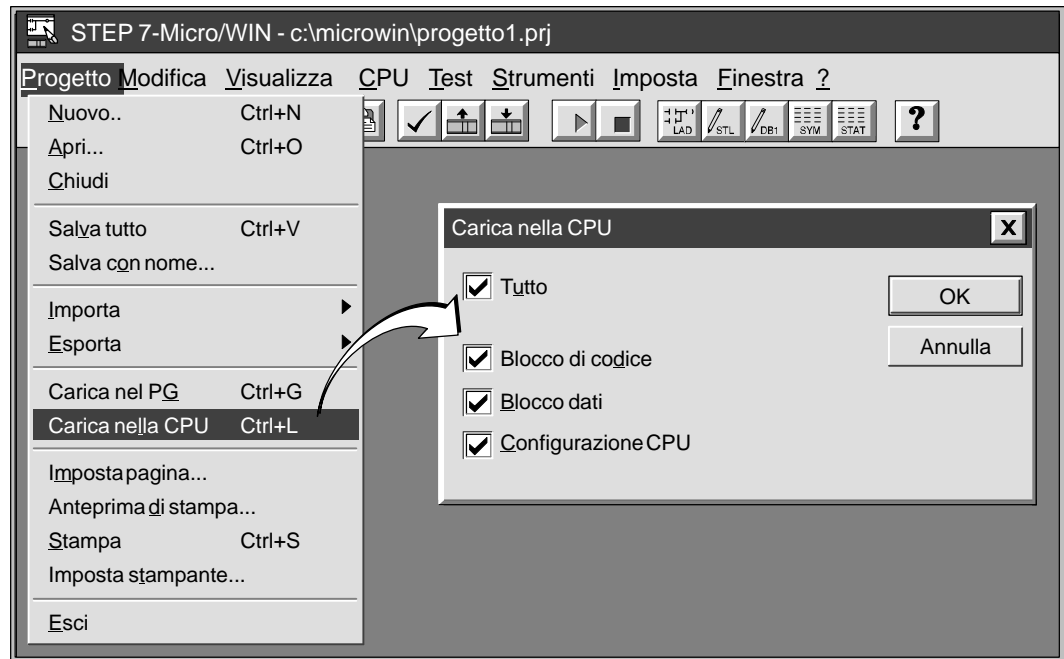 STEP 7-Micro/WIN - c:\microwin\progetto1.prj
Progetto Modifica Visualizza CPU Test Strumenti Imposta Finestra ?
LAD STL DB1 SYM STAT ?
Nuovo.. Ctrl+N
Apri... Ctrl+O
Chiudi
Salva tutto Ctrl+V
Salva con nome...
Importa
Esporta
Carica nel PG Ctrl+G
Carica nella CPU Ctrl+L
Imposta pagina...
Anteprima di stampa...
Stampa Ctrl+S
Imposta stampante...
Esci
Carica nella CPU X
Tutto
OK
Annulla
Blocco di codice
Blocco dati
Configurazione CPU